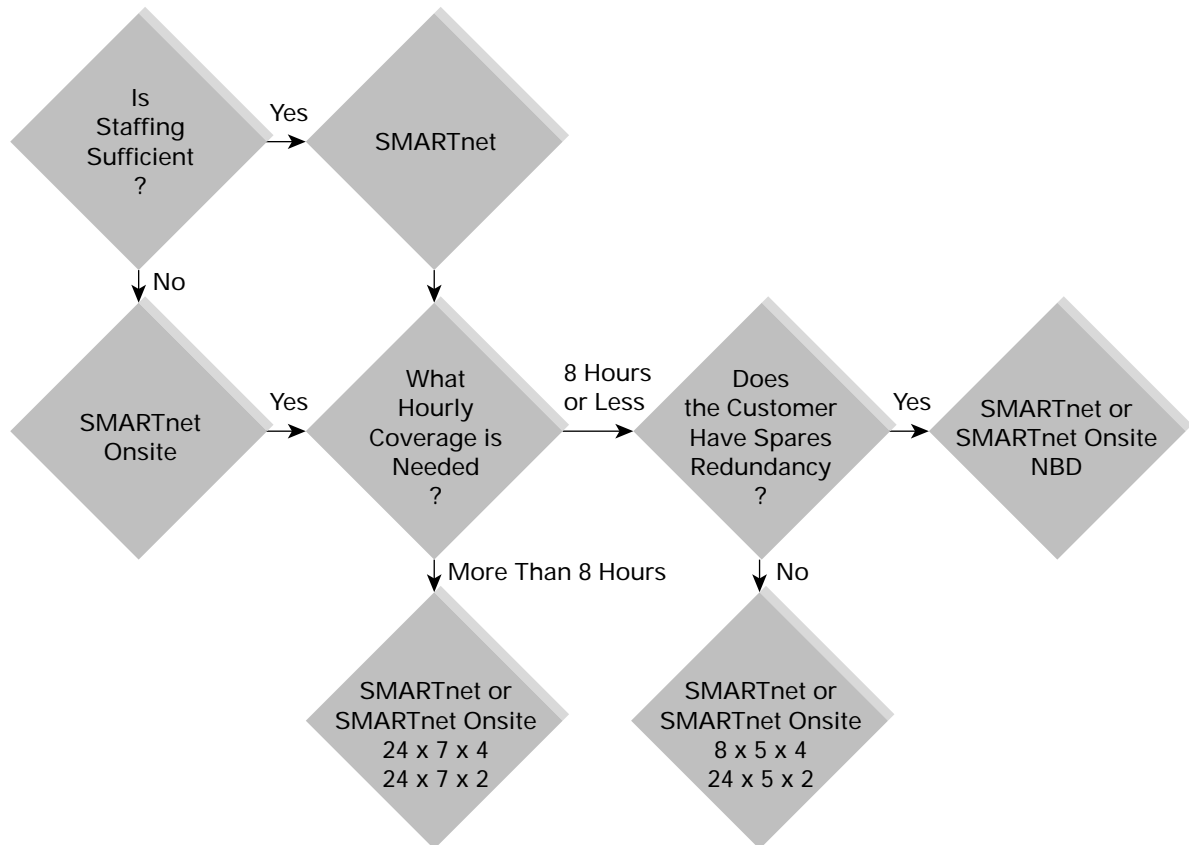 Is
Staffing
Sufficient
?
Yes
SMARTnet
No
SMARTnet
Onsite
Yes
What
Hourly
Coverage is
Needed
?
8 Hours
or Less
Does
the Customer
Have Spares
Redundancy
?
Yes
SMARTnet or
SMARTnet Onsite
NBD
More Than 8 Hours
No
SMARTnet or
SMARTnet Onsite
24 x 7 x 4
24 x 7 x 2
SMARTnet or
SMARTnet Onsite
8 x 5 x 4
24 x 5 x 2